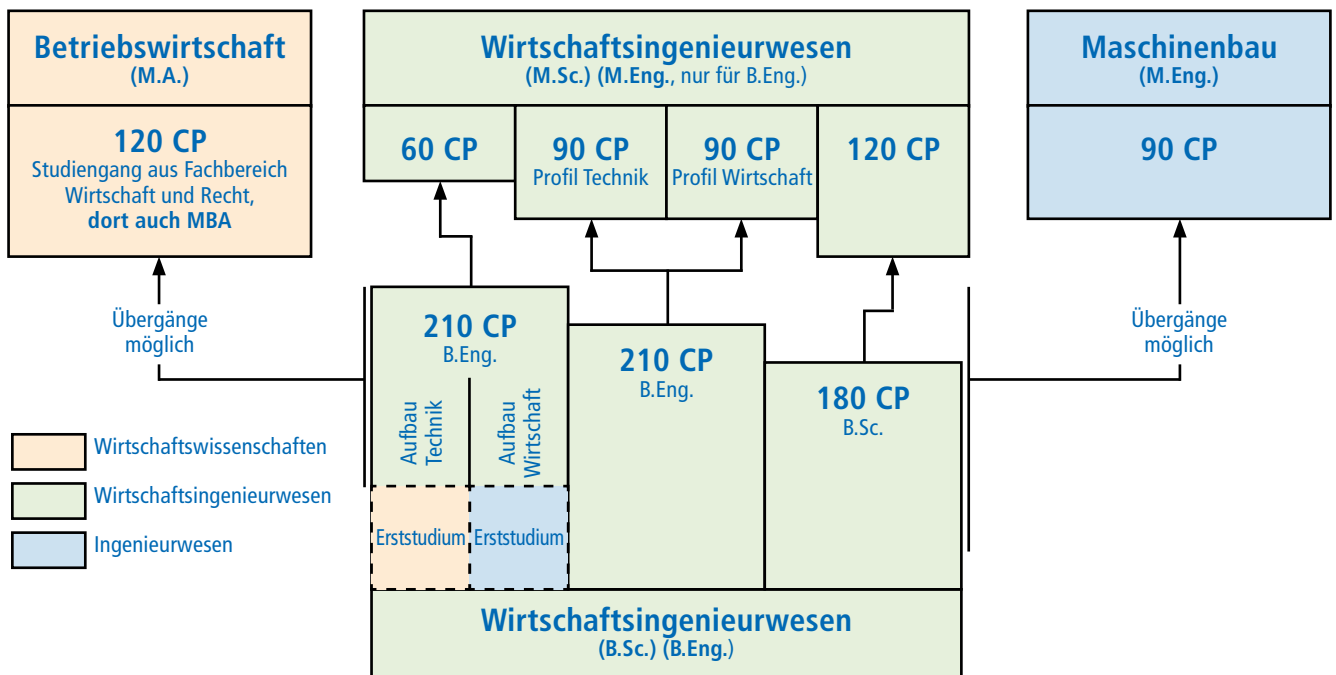 Betriebswirtschaft
(M.A.)
120 CP
Studiengang aus Fachbereich
Wirtschaft und Recht,
dort auch MBA
Wirtschaftsingenieurwesen
(M.Sc.) (M.Eng., nur für B.Eng.)
60 CP
90 CP
Profil Technik
90 CP
Profil Wirtschaft
120 CP
Maschinenbau
(M.Eng.)
90 CP
Übergänge
möglich
210 CP
B.Eng.
Aufbau
Technik
Aufbau
Wirtschaft
Erststudium
Erststudium
210 CP
B.Eng.
180 CP
B.Sc.
Übergänge
möglich
Wirtschaftswissenschaften
Wirtschaftsingenieurwesen
Ingenieurwesen
Wirtschaftsingenieurwesen
(B.Sc.) (B.Eng.)